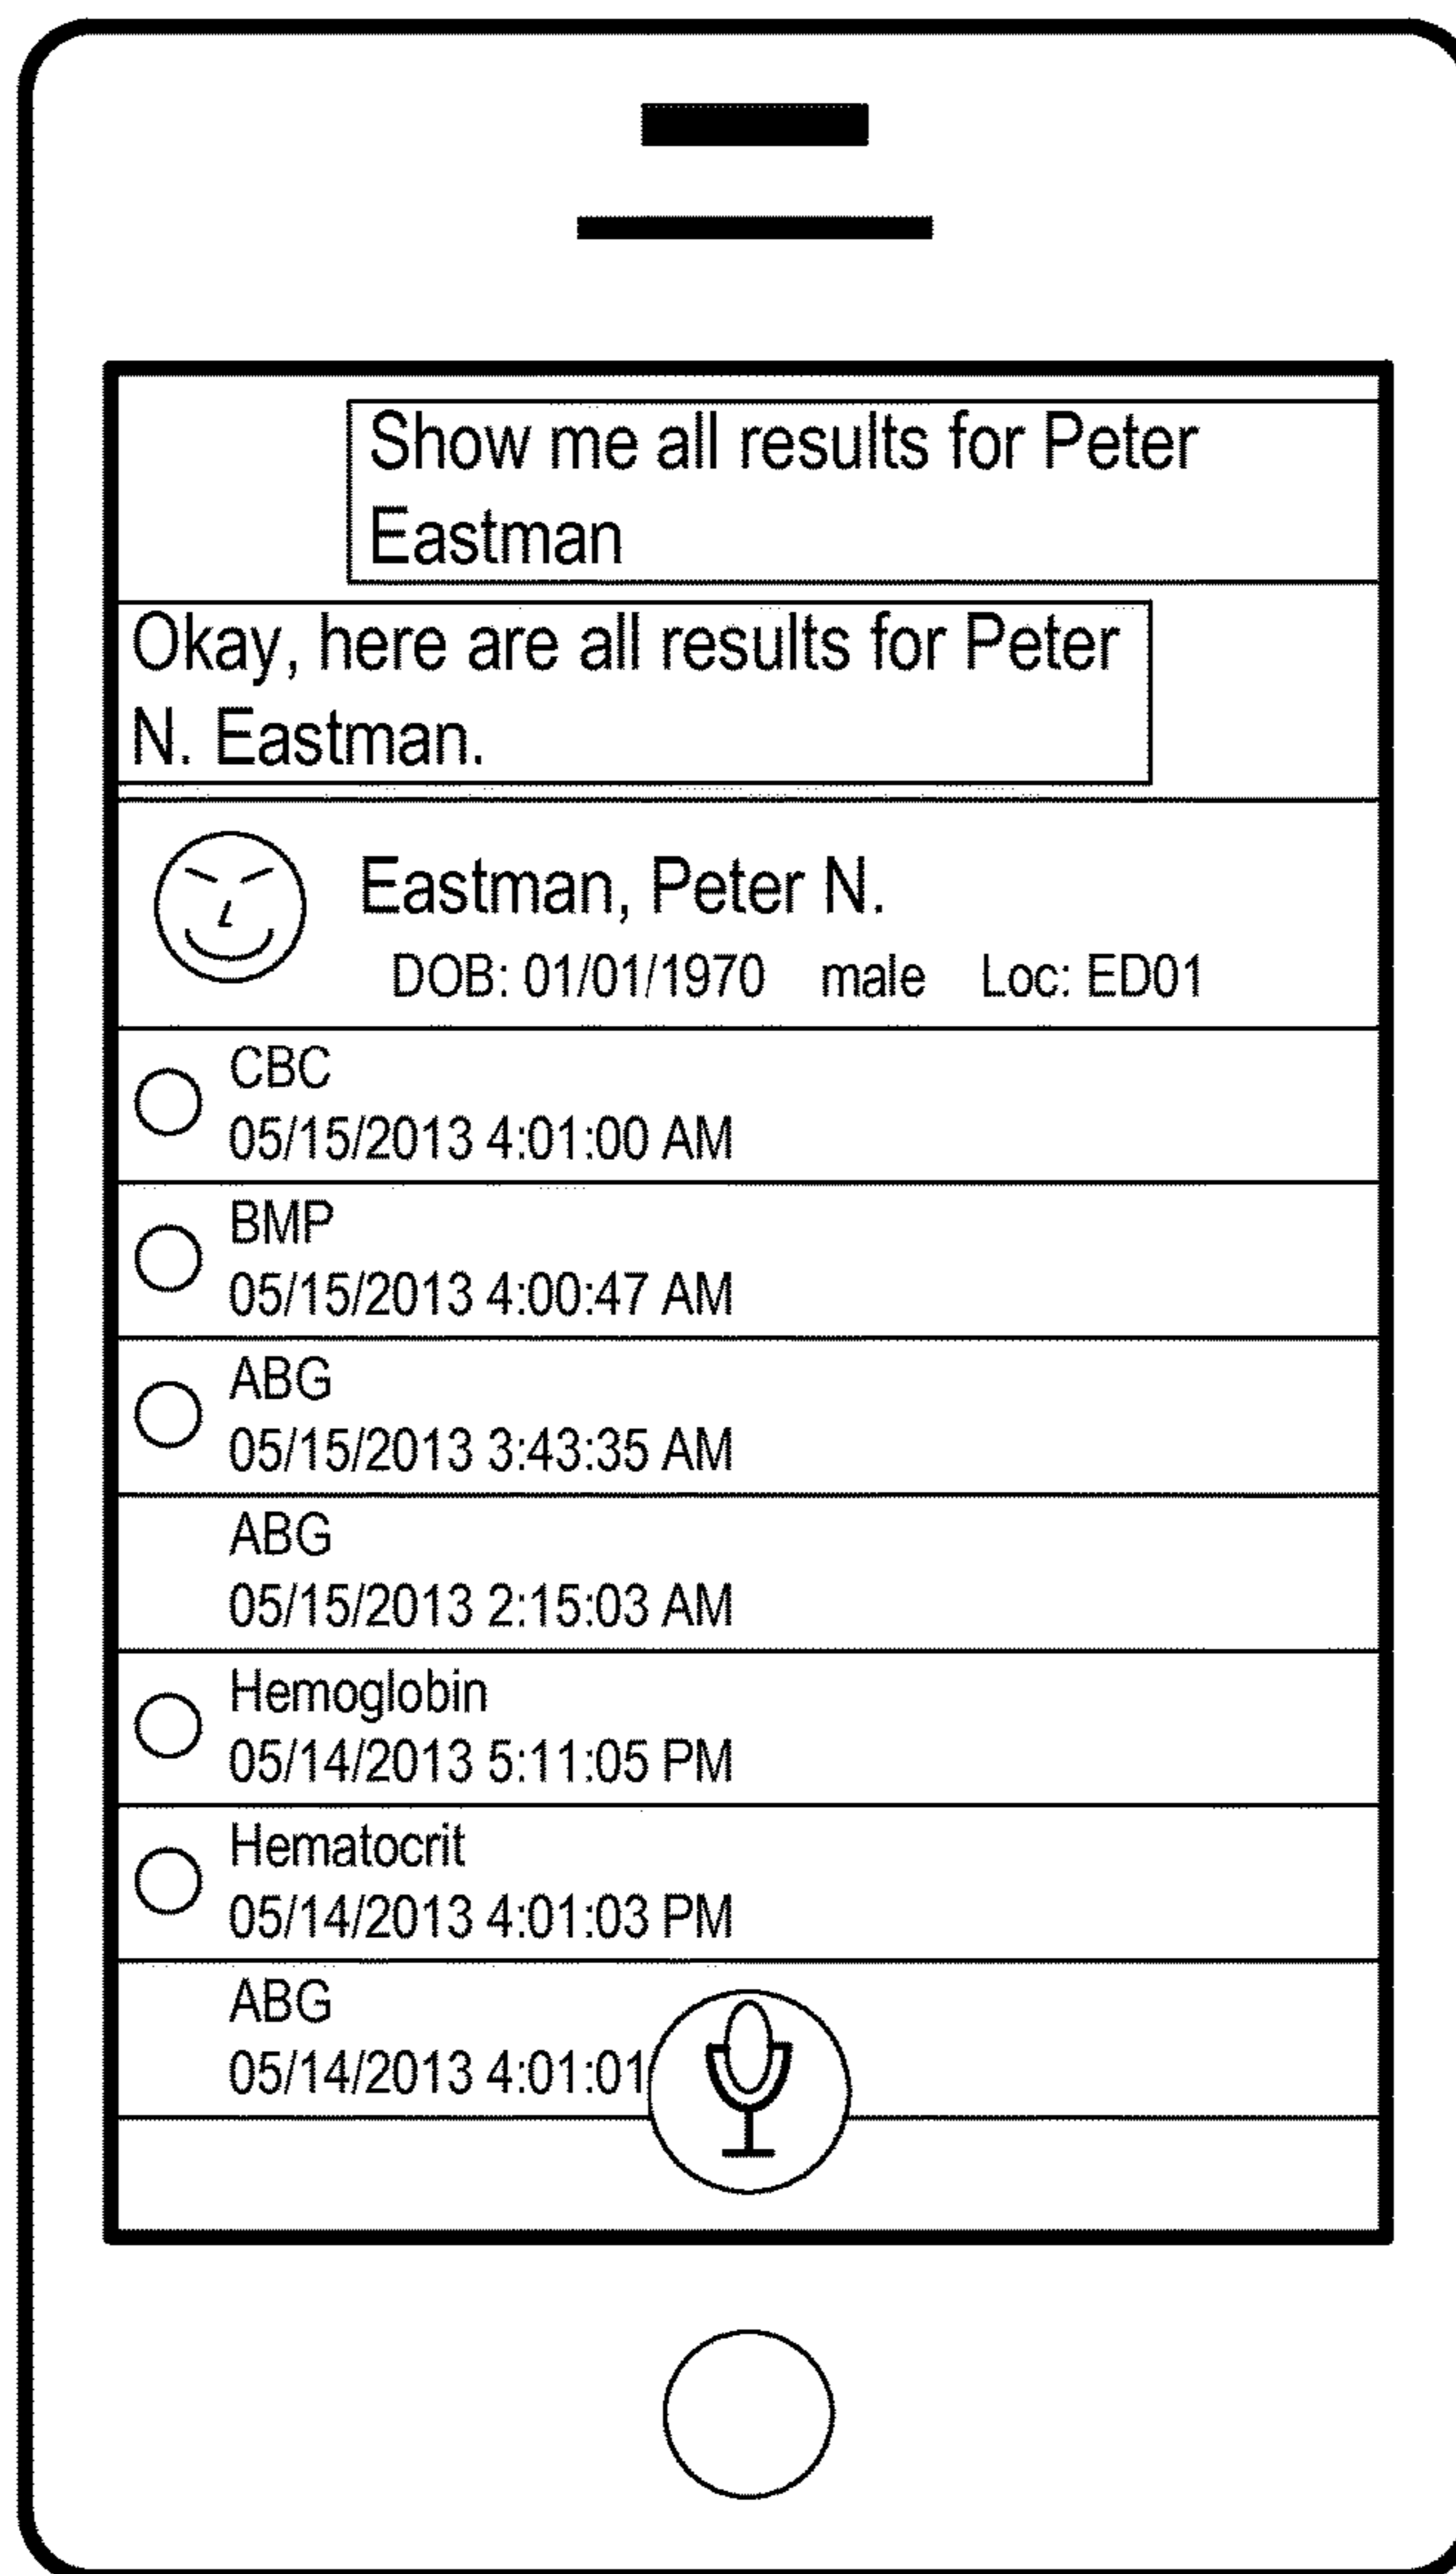 Show me all results for Peter
Eastman
Okay, here are all results for Peter
N. Eastman.
Eastman, Peter N.
DOB: 01/01/1970 male Loc: ED01
CBC
05/15/2013 4:01:00 AM
BMP
05/15/2013 4:00:47 AM
ABG
05/15/2013 3:43:35 AM
ABG
05/15/2013 2:15:03 AM
Hemoglobin
05/14/2013 5:11:05 PM
Hematocrit
05/14/2013 4:01:03 PM
ABG
05/14/2013 4:01:01